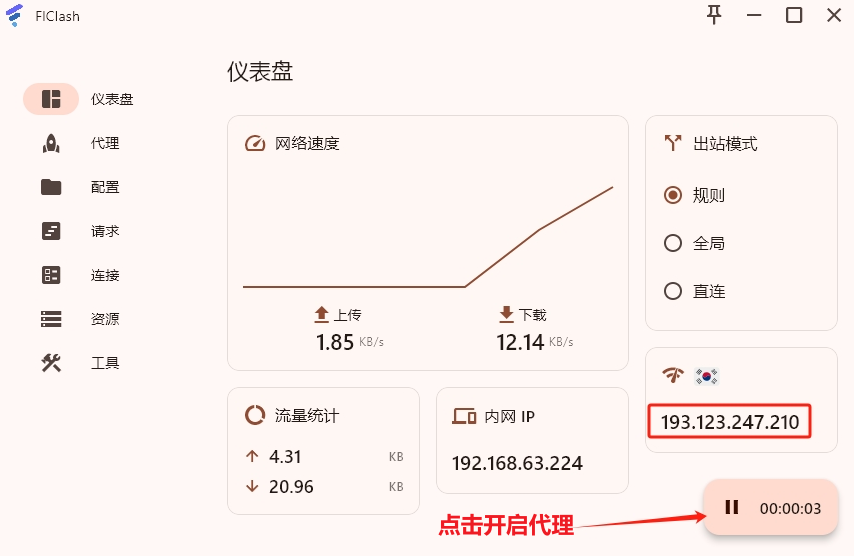 FlClash
仪表盘
代理
配置
请求
连接
资源
工具
仪表盘
网络速度
上传
1.85 KB/s
下载
12.14 KB/s
出站模式
规则
全局
直连
193.123.247.210
流量统计
4.31 KB
20.96 KB
内网 IP
192.168.63.224
点击开启代理
00:00:03